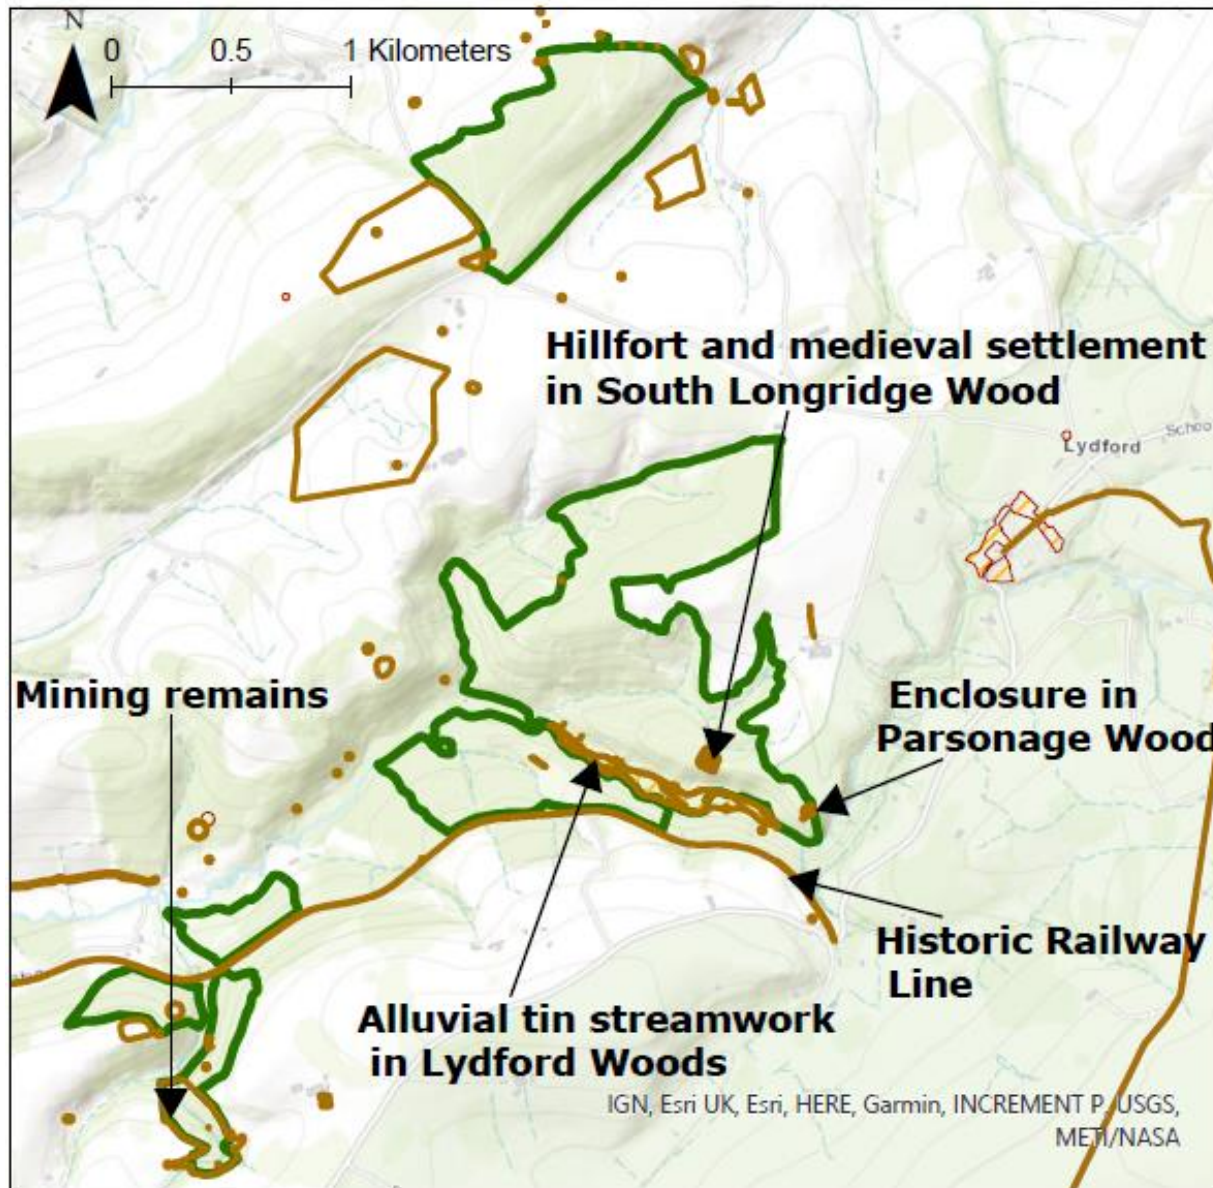 N
0 0.5 1 Kilometers
Hillfort and medieval settlement
in South Longridge Wood
Lydford
Schoo
Mining remains
Enclosure in
Parsonage Wood
Historic Railway
Line
Alluvial tin streamwork
in Lydford Woods
IGN, Esri UK, Esri, HERE, Garmin, INCREMENT P, USGS,
METI/NASA